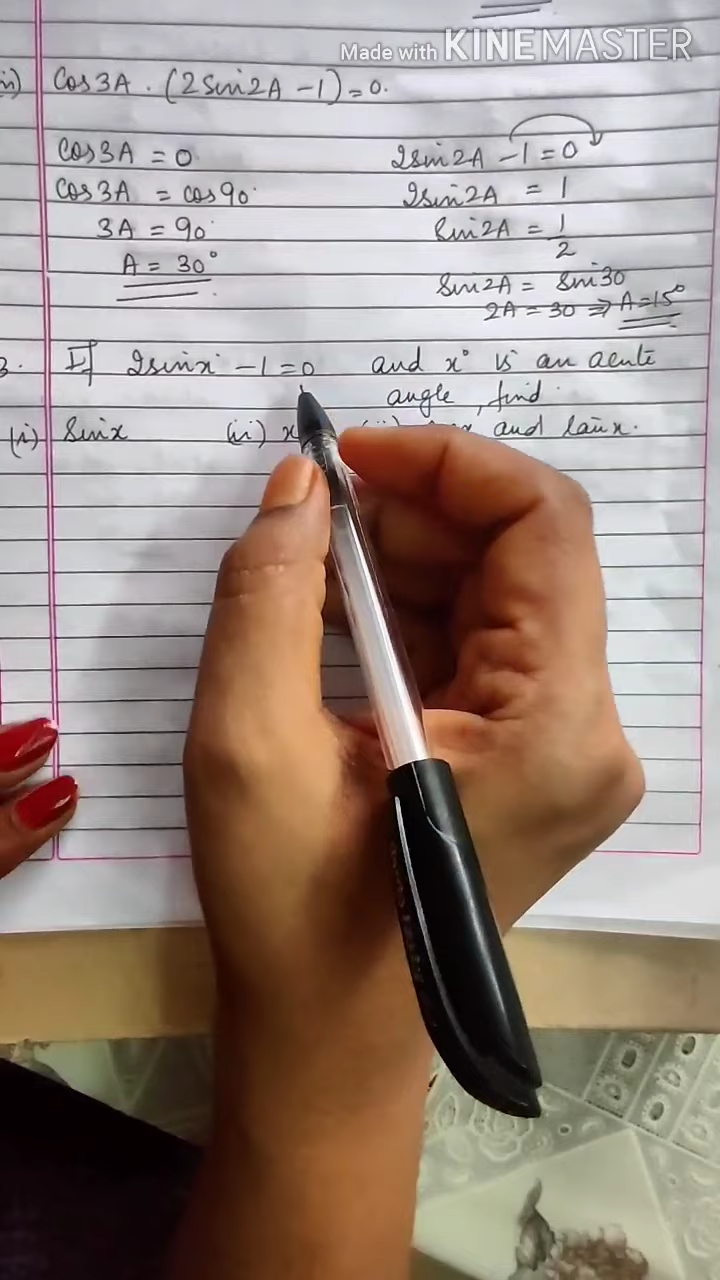 Made with KINEMASTER
Cos3A . (2Sin2A - 1) = 0.
Cos3A = 0
Cos3A = Cos90°
3A = 90°
A = 30°
2sin2A - 1 = 0
2sin2A = 1
Sin2A = 1/2
Sin2A = Sin30
2A = 30 ⇒ A = 15°
3. If 2sinx° - 1 = 0 and x° is an acute
angle, find
(i) Sinx° (ii) x and tanx.